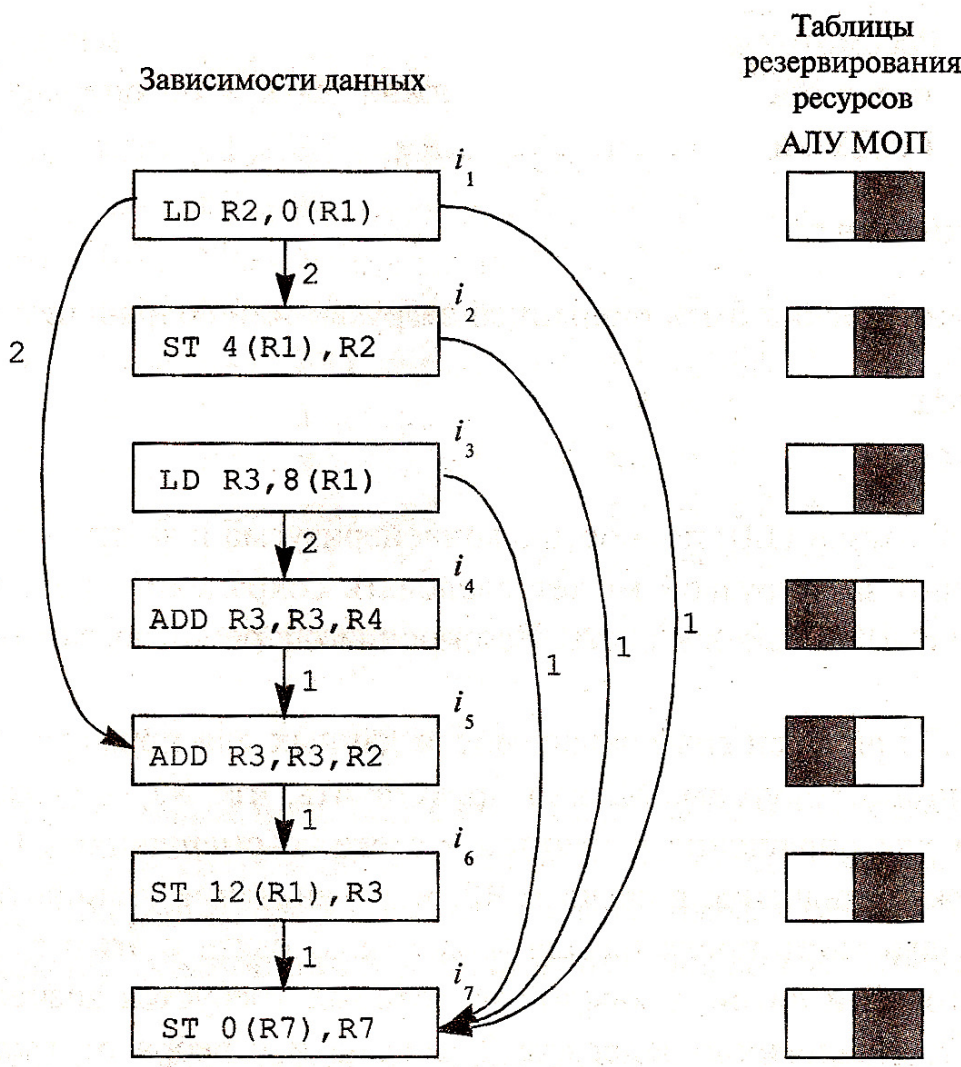 Таблицы
резервирования
ресурсов
Зависимости данных
АЛУ МОП
i1
LD R2,0(R1)
2
i2
ST 4(R1),R2
2
i3
LD R3,8(R1)
2
i4
ADD R3,R3,R4
1
1
1
1
i5
ADD R3,R3,R2
1
i6
ST 12(R1),R3
1
i7
ST 0(R7),R7